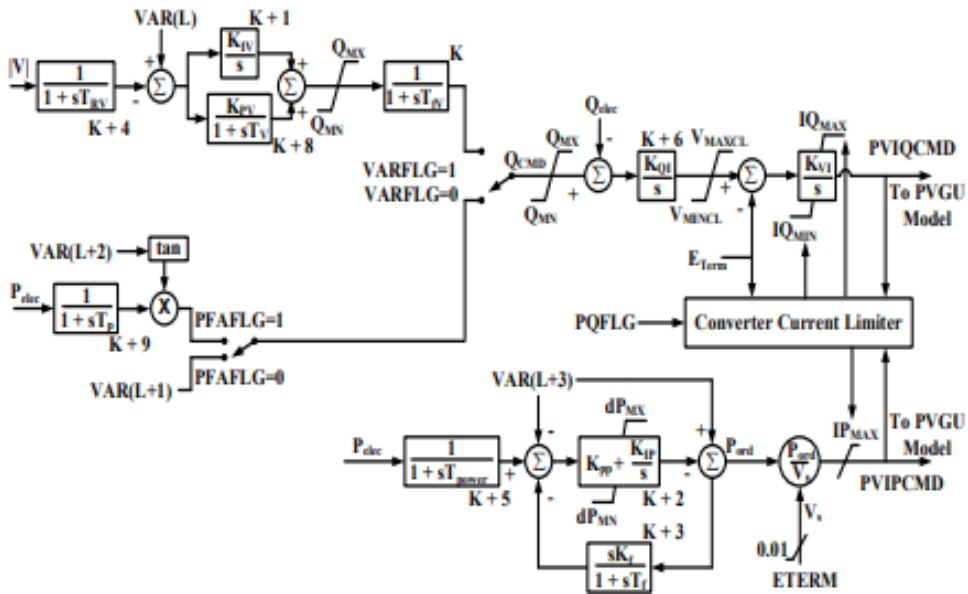 VAR(L)
K + 1
|V|
1
1 + sT_RV
K + 4
+
-
Σ
K_IV
s
K_PV
1 + sT_V
K + 8
+
+
Σ
Q_MX
Q_MN
K
1
1 + sT_fV
VARFLG=1
VARFLG=0
Q_CMD
Q_MX
Q_MN
Q_elec
-
+
Σ
K + 6
K_QI
s
V_MAXCL
V_MINCL
+
-
Σ
E_Term
IQ_MAX
K_VI
s
IQ_MIN
PVIQCMD
To PVGU
Model
VAR(L+2)
tan
P_elec
1
1 + sT_p
K + 9
X
PFAFLG=1
PFAFLG=0
VAR(L+1)
PQFLG
Converter Current Limiter
VAR(L+3)
P_elec
1
1 + sT_power
K + 5
-
+
-
Σ
dP_MX
K_pp + K_IP
s
dP_MN
K + 2
+
-
Σ
P_ord
K + 3
sK_f
1 + sT_f
P_ord
V_s
V_s
0.01
ETERM
IP_MAX
To PVGU
Model
PVIPCMD